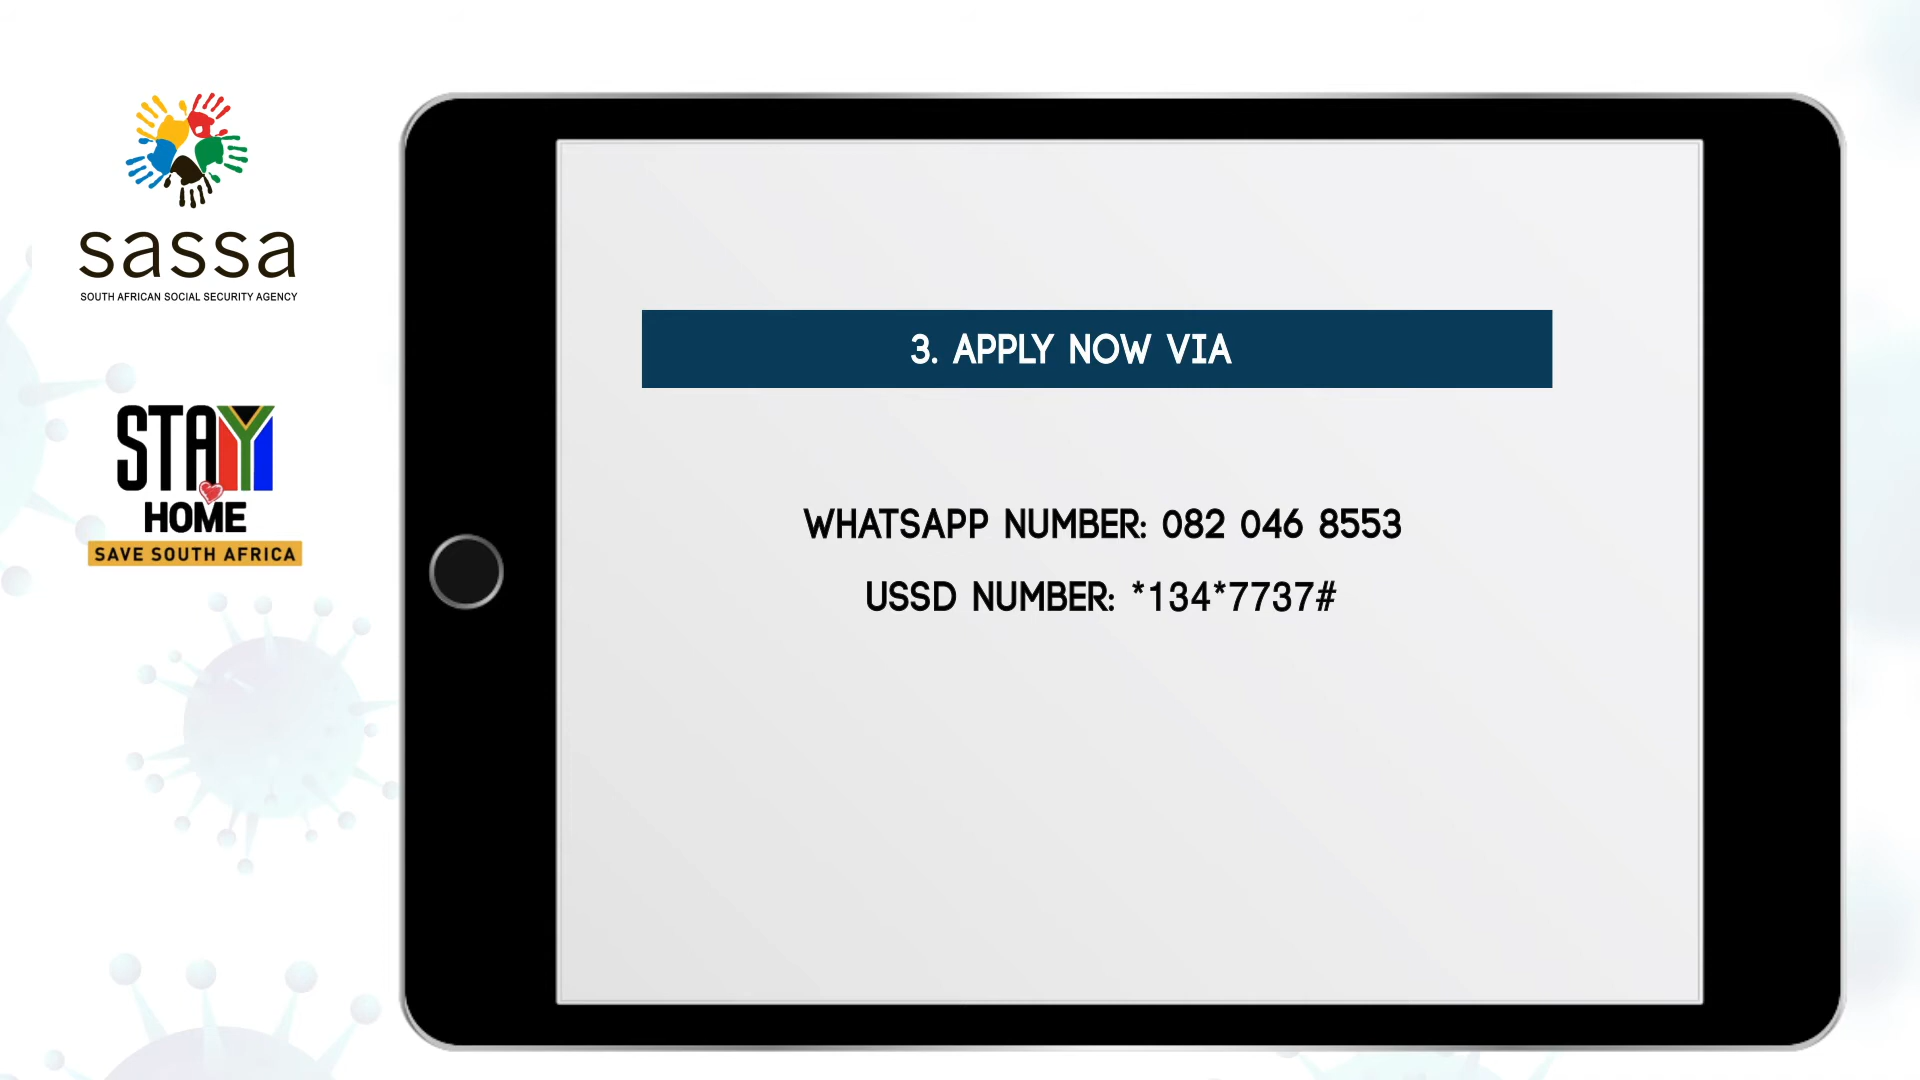 sassa
SOUTH AFRICAN SOCIAL SECURITY AGENCY
STAY
HOME
SAVE SOUTH AFRICA
3. APPLY NOW VIA
WHATSAPP NUMBER: 082 046 8553
USSD NUMBER: *134*7737#